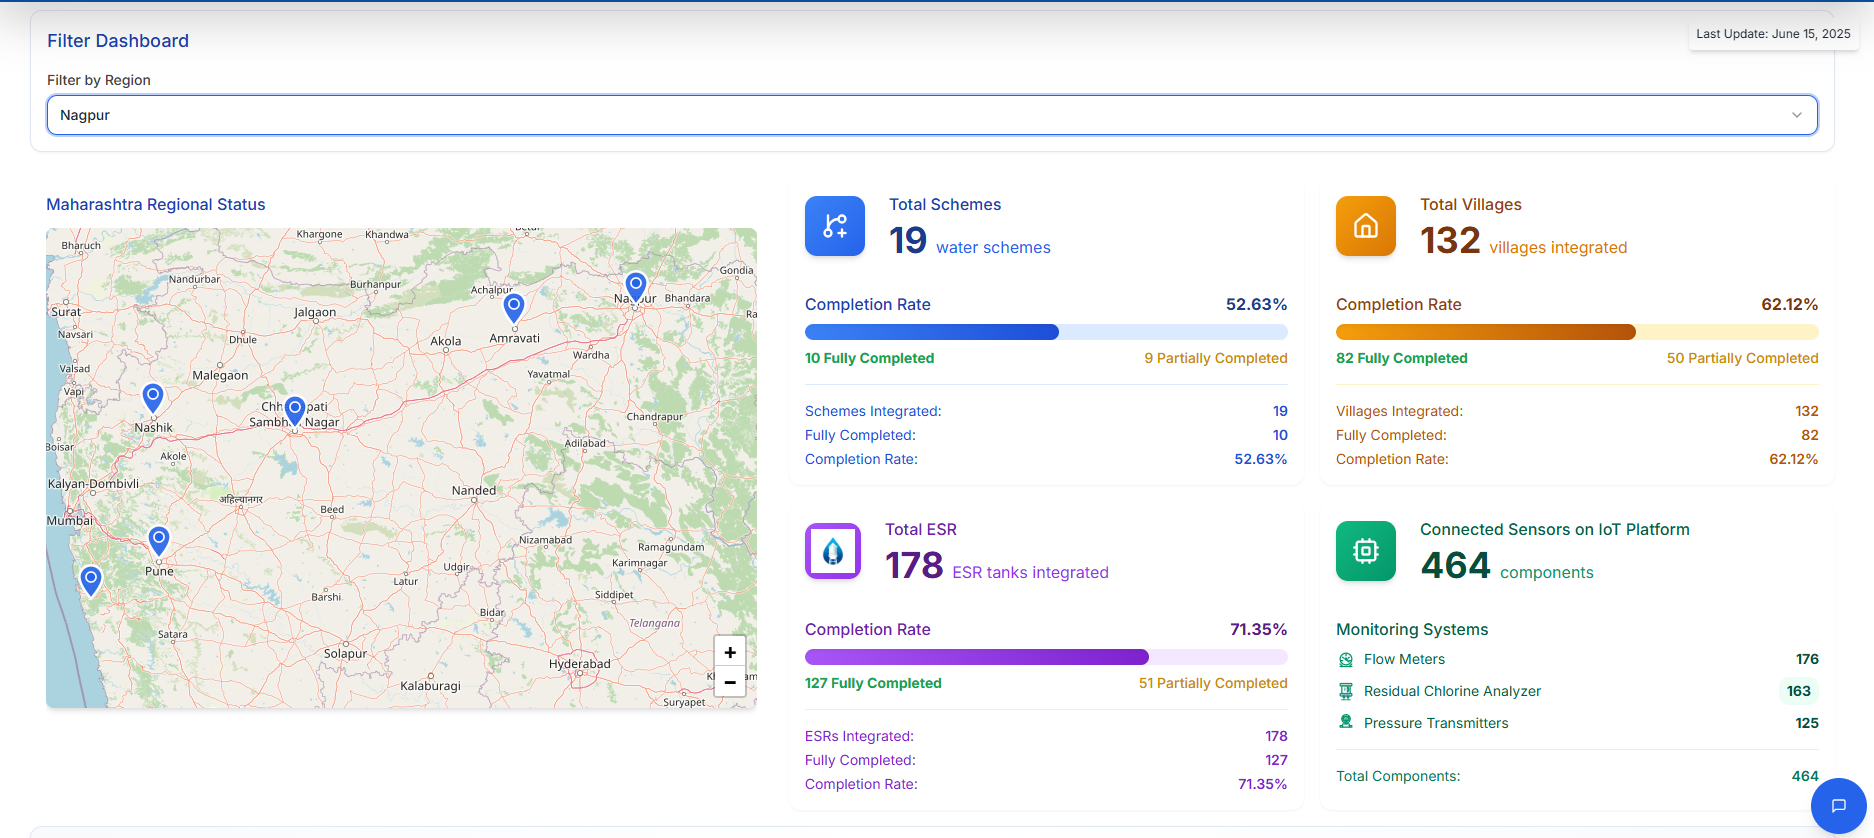 Filter Dashboard
Last Update: June 15, 2025
Filter by Region
Nagpur
Maharashtra Regional Status
Bharuch
Khargone
Khandwa
Nandurbar
Burhanpur
Achalpur
Gondia
Nagpur
Bhandara
Surat
Jalgaon
Navsari
Dhule
Akola
Amravati
Wardha
Valsad
Malegaon
Yavatmal
Vapi
Nashik
Sambh
Nagar
Chandrapur
Boisar
Akole
Adilabad
Kalyan-Dombivli
अहिल्यानगर
Nanded
Beed
Mumbai
Nizamabad
Ramagundam
Pune
Latur
Udgir
Karimnagar
Barshi
Siddipet
Bidar
Satara
Telangana
Solapur
Hyderabad
Kalaburagi
Suryapet
+
−
Total Schemes
19 water schemes
Completion Rate 52.63%
10 Fully Completed 9 Partially Completed
Schemes Integrated: 19
Fully Completed: 10
Completion Rate: 52.63%
Total Villages
132 villages integrated
Completion Rate 62.12%
82 Fully Completed 50 Partially Completed
Villages Integrated: 132
Fully Completed: 82
Completion Rate: 62.12%
Total ESR
178 ESR tanks integrated
Completion Rate 71.35%
127 Fully Completed 51 Partially Completed
ESRs Integrated: 178
Fully Completed: 127
Completion Rate: 71.35%
Connected Sensors on IoT Platform
464 components
Monitoring Systems
Flow Meters 176
Residual Chlorine Analyzer 163
Pressure Transmitters 125
Total Components: 464